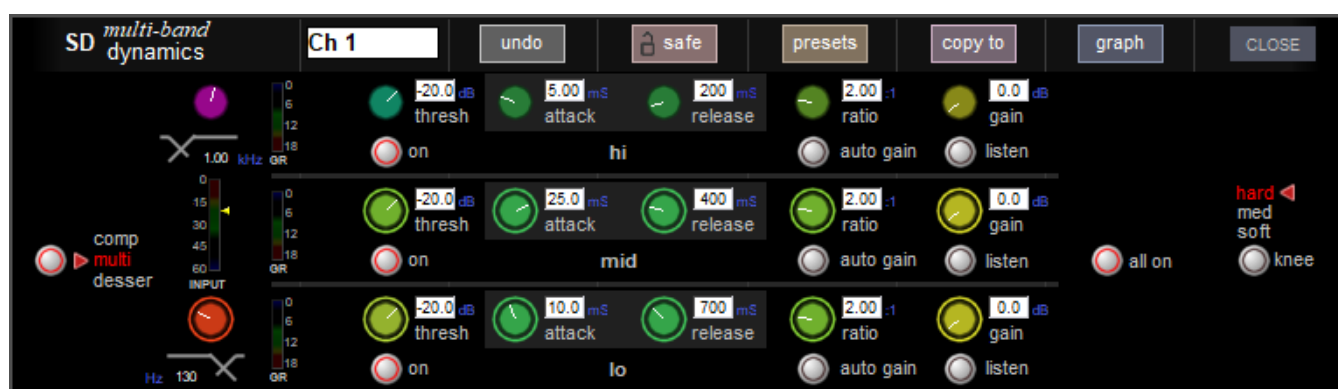 SD multi-band dynamics
Ch 1
undo
safe
presets
copy to
graph
CLOSE
0
6
12
18
GR
1.00 kHz
-20.0 dB
thresh
5.00 mS
attack
200 mS
release
2.00 :1
ratio
0.0 dB
gain
on
hi
auto gain
listen
0
15
30
45
60
INPUT
0
6
12
18
GR
-20.0 dB
thresh
25.0 mS
attack
400 mS
release
2.00 :1
ratio
0.0 dB
gain
on
mid
auto gain
listen
comp
multi
desser
all on
hard
med
soft
knee
Hz 130
0
6
12
18
GR
-20.0 dB
thresh
10.0 mS
attack
700 mS
release
2.00 :1
ratio
0.0 dB
gain
on
lo
auto gain
listen